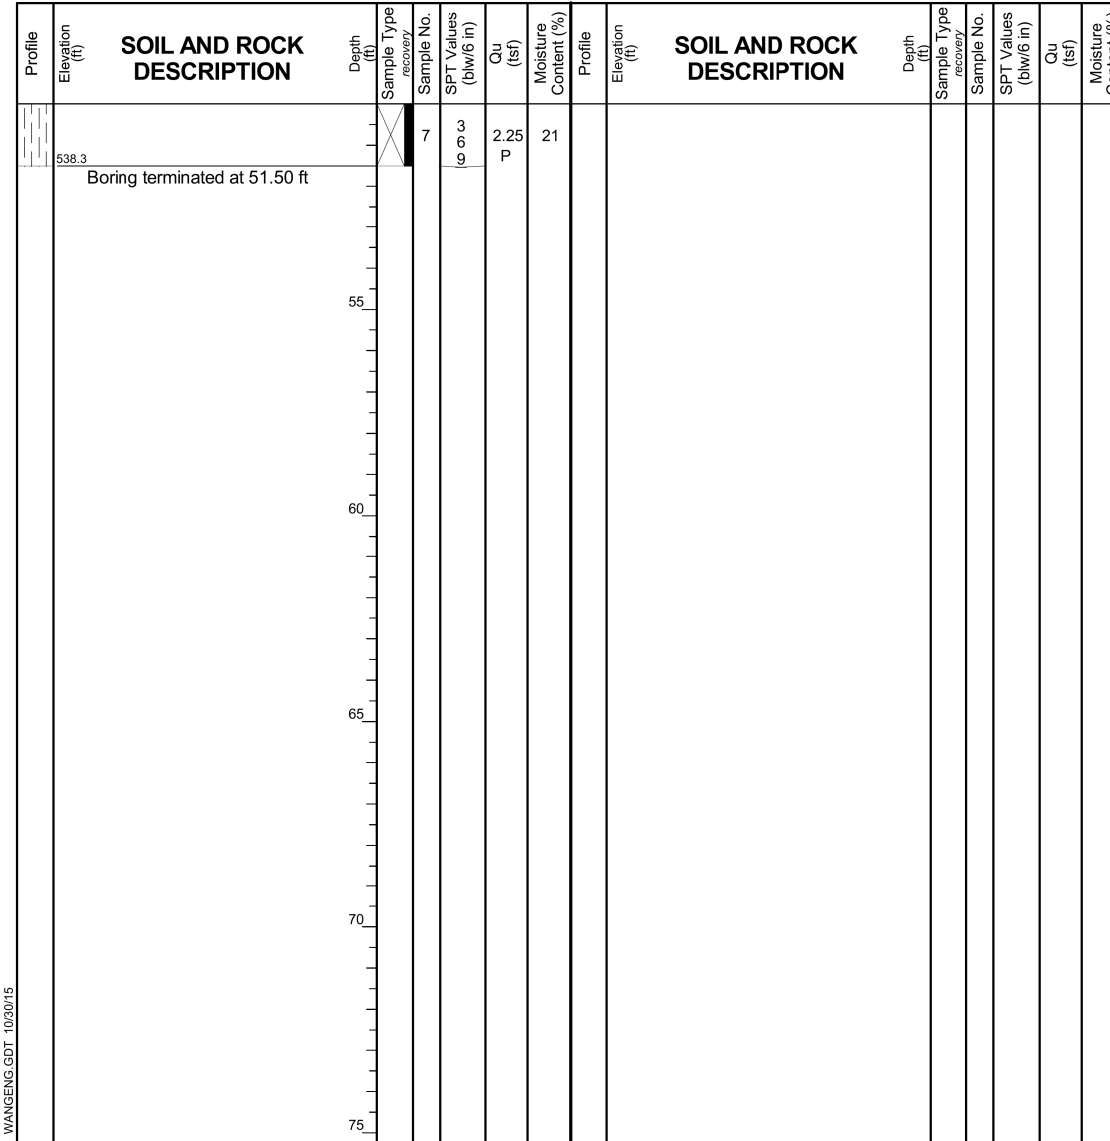 Profile
Elevation
(ft)
SOIL AND ROCK
DESCRIPTION
Depth
(ft)
Sample Type
recovery
Sample No.
SPT Values
(blw/6 in)
Qu
(tsf)
Moisture
Content (%)
Profile
Elevation
(ft)
SOIL AND ROCK
DESCRIPTION
Depth
(ft)
Sample Type
recovery
Sample No.
SPT Values
(blw/6 in)
Qu
(tsf)
Moisture
538.3
7
3
6
9
2.25
P
21
Boring terminated at 51.50 ft
55
60
65
70
75
WANGENG.GDT 10/30/15